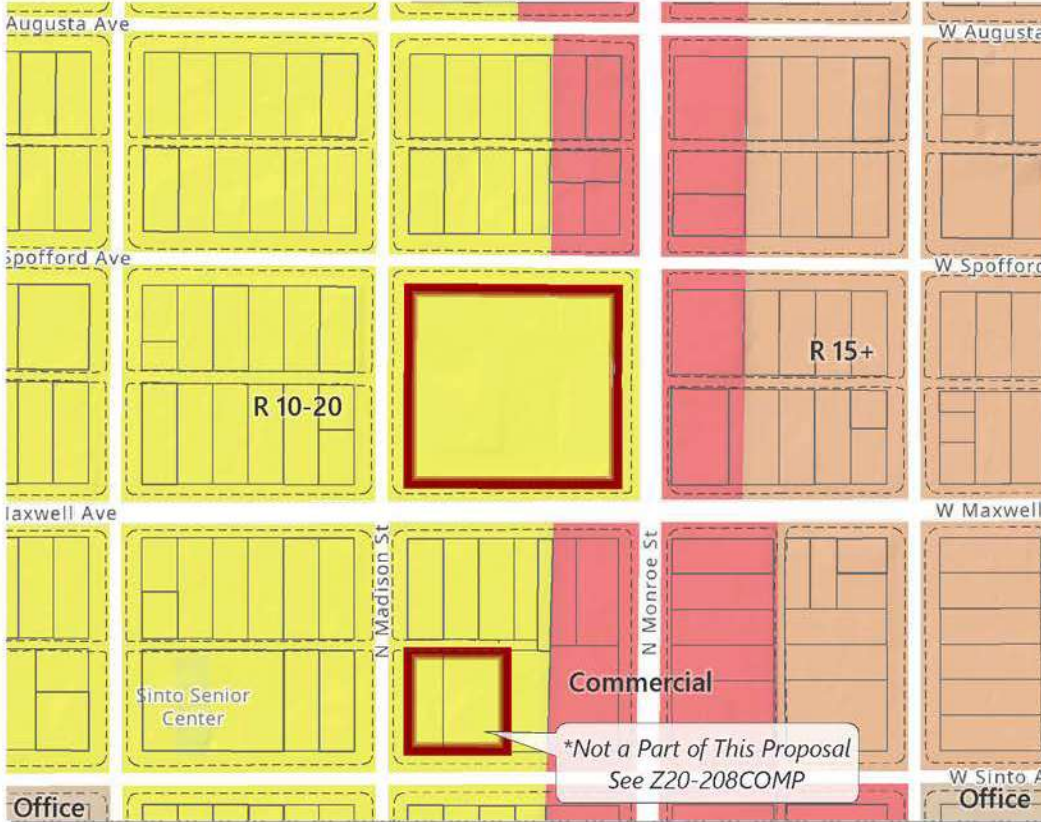 Augusta Ave
W Augusta
Spofford Ave
W Spofford
R 15+
R 10-20
Maxwell Ave
W Maxwell
N Madison St
N Monroe St
Sinto Senior
Center
Commercial
*Not a Part of This Proposal
See Z20-208COMP
W Sinto A
Office
Office